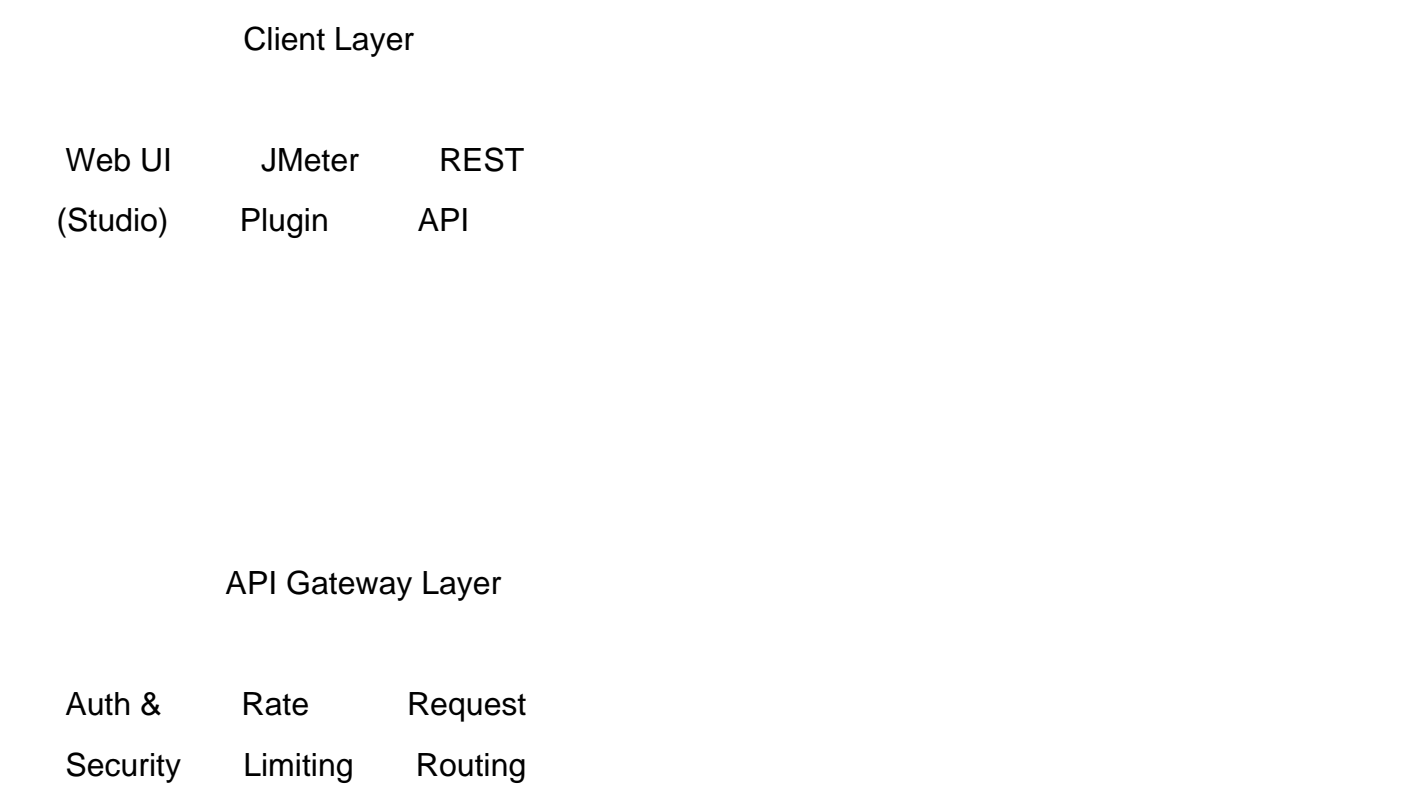 Client Layer
Web UI JMeter REST
(Studio) Plugin API
API Gateway Layer
Auth & Rate Request
Security Limiting Routing